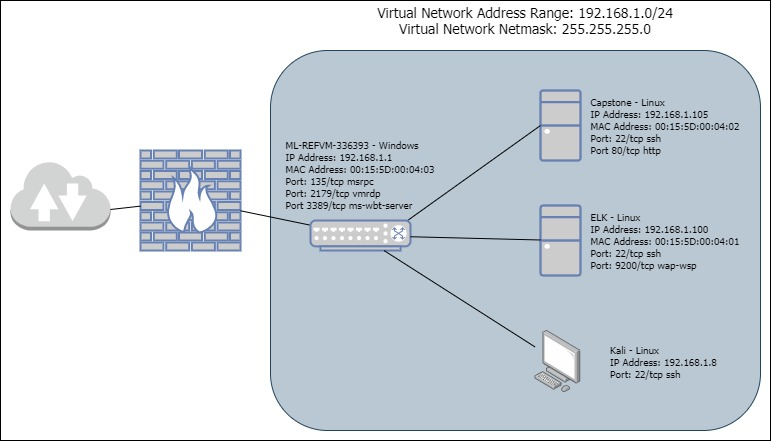 Virtual Network Address Range: 192.168.1.0/24
Virtual Network Netmask: 255.255.255.0
ML-REFVM-336393 - Windows
IP Address: 192.168.1.1
MAC Address: 00:15:5D:00:04:03
Port: 135/tcp msrpc
Port: 2179/tcp vmrdp
Port 3389/tcp ms-wbt-server
Capstone - Linux
IP Address: 192.168.1.105
MAC Address: 00:15:5D:00:04:02
Port: 22/tcp ssh
Port 80/tcp http
ELK - Linux
IP Address: 192.168.1.100
MAC Address: 00:15:5D:00:04:01
Port: 22/tcp ssh
Port: 9200/tcp wap-wsp
Kali - Linux
IP Address: 192.168.1.8
Port: 22/tcp ssh